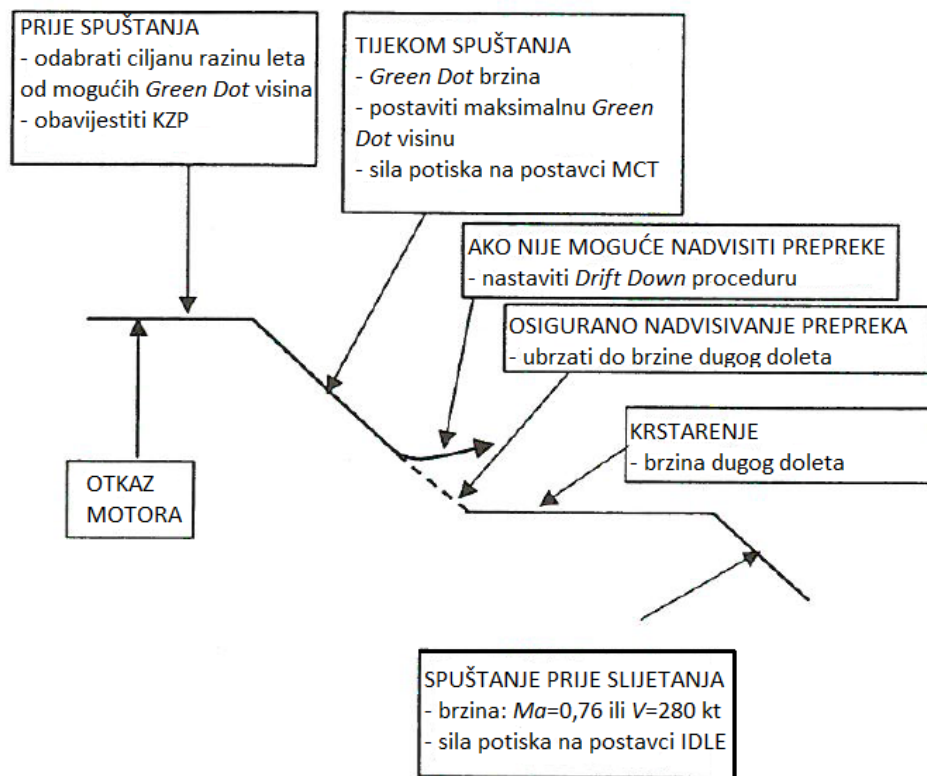 PRIJE SPUŠTANJA
- odabrati ciljanu razinu leta
od mogućih Green Dot visina
- obavijestiti KZP
TIJEKOM SPUŠTANJA
- Green Dot brzina
- postaviti maksimalnu Green
Dot visinu
- sila potiska na postavci MCT
AKO NIJE MOGUĆE NADVISITI PREPREKE
- nastaviti Drift Down proceduru
OSIGURANO NADVISIVANJE PREPREKA
- ubrzati do brzine dugog doleta
KRSTARENJE
- brzina dugog doleta
OTKAZ
MOTORA
SPUŠTANJE PRIJE SLIJETANJA
- brzina: Ma=0,76 ili V=280 kt
- sila potiska na postavci IDLE